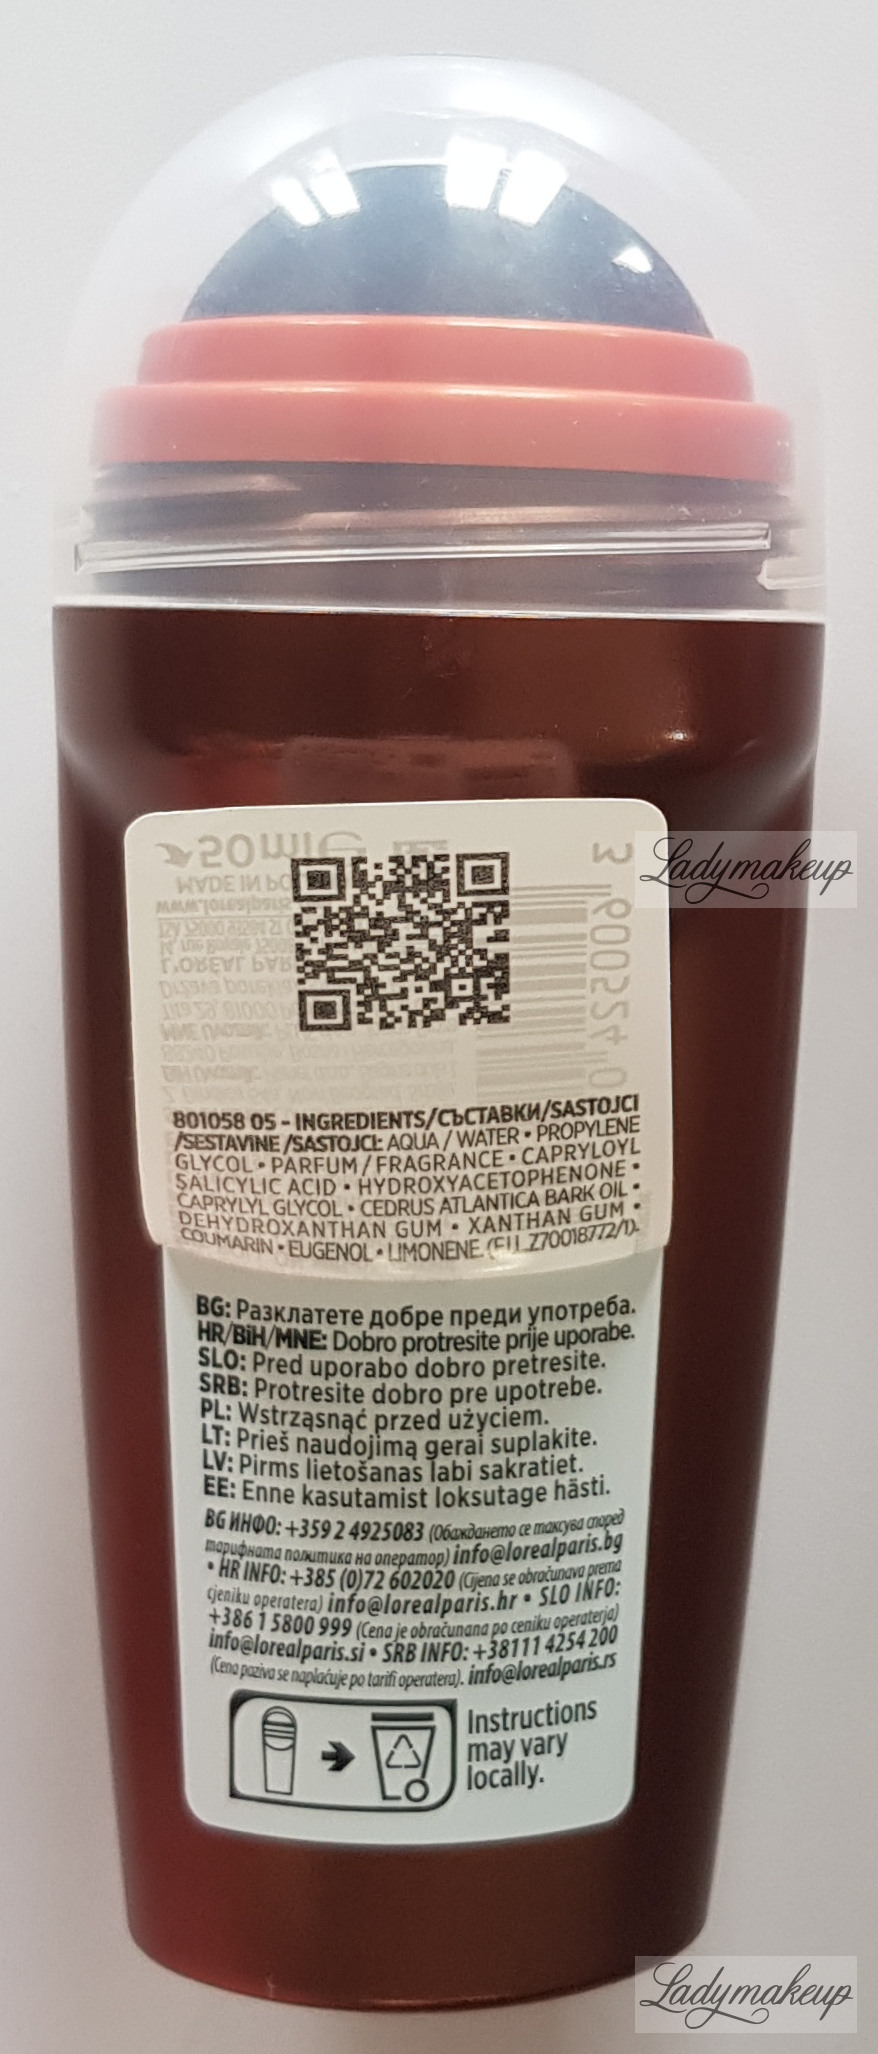 Ladymakeup
801058 05 - INGREDIENTS/СЪСТАВКИ/SASTOJCI
/SESTAVINE /SASTOJCI: AQUA / WATER • PROPYLENE
GLYCOL • PARFUM / FRAGRANCE • CAPRYLOYL
SALICYLIC ACID • HYDROXYACETOPHENONE •
CAPRYLYL GLYCOL • CEDRUS ATLANTICA BARK OIL •
DEHYDROXANTHAN GUM • XANTHAN GUM •
COUMARIN • EUGENOL • LIMONENE. (F.I.L. Z70018772/1).
BG: Разклатете добре преди употреба.
HR/BiH/MNE: Dobro protresite prije uporabe.
SLO: Pred uporabo dobro pretresite.
SRB: Protresite dobro pre upotrebe.
PL: Wstrząsnąć przed użyciem.
LT: Prieš naudojimą gerai suplakite.
LV: Pirms lietošanas labi sakratiet.
EE: Enne kasutamist loksutage hästi.
BG ИНФО: +359 2 4925083 (Обаждането се таксува според
тарифната политика на оператор) info@lorealparis.bg
• HR INFO: +385 (0)72 602020 (Cijena se obračunava prema
cjeniku operatera) info@lorealparis.hr • SLO INFO:
+386 1 5800 999 (Cena je obračunana po ceniku operaterja)
info@lorealparis.si • SRB INFO: +38111 4254 200
(Cena poziva se naplaćuje po tarifi operatera). info@lorealparis.rs
Instructions
may vary
locally.
Ladymakeup